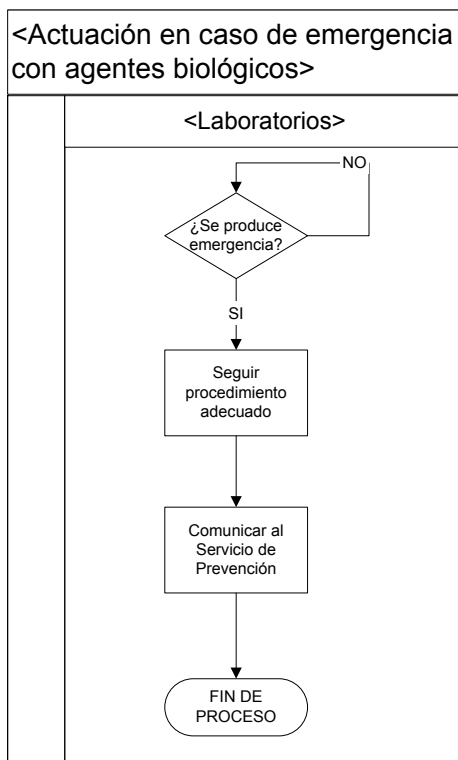 <Actuación en caso de emergencia
con agentes biológicos>
<Laboratorios>
NO
¿Se produce
emergencia?
SI
Seguir
procedimiento
adecuado
Comunicar al
Servicio de
Prevención
FIN DE
PROCESO